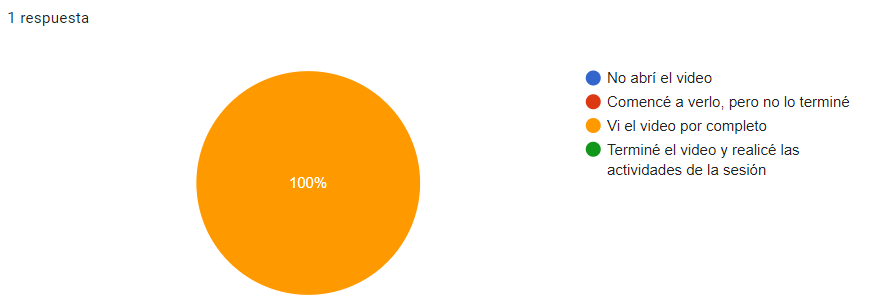 1 respuesta
100%
No abrí el video
Comencé a verlo, pero no lo terminé
Vi el video por completo
Terminé el video y realicé las
actividades de la sesión